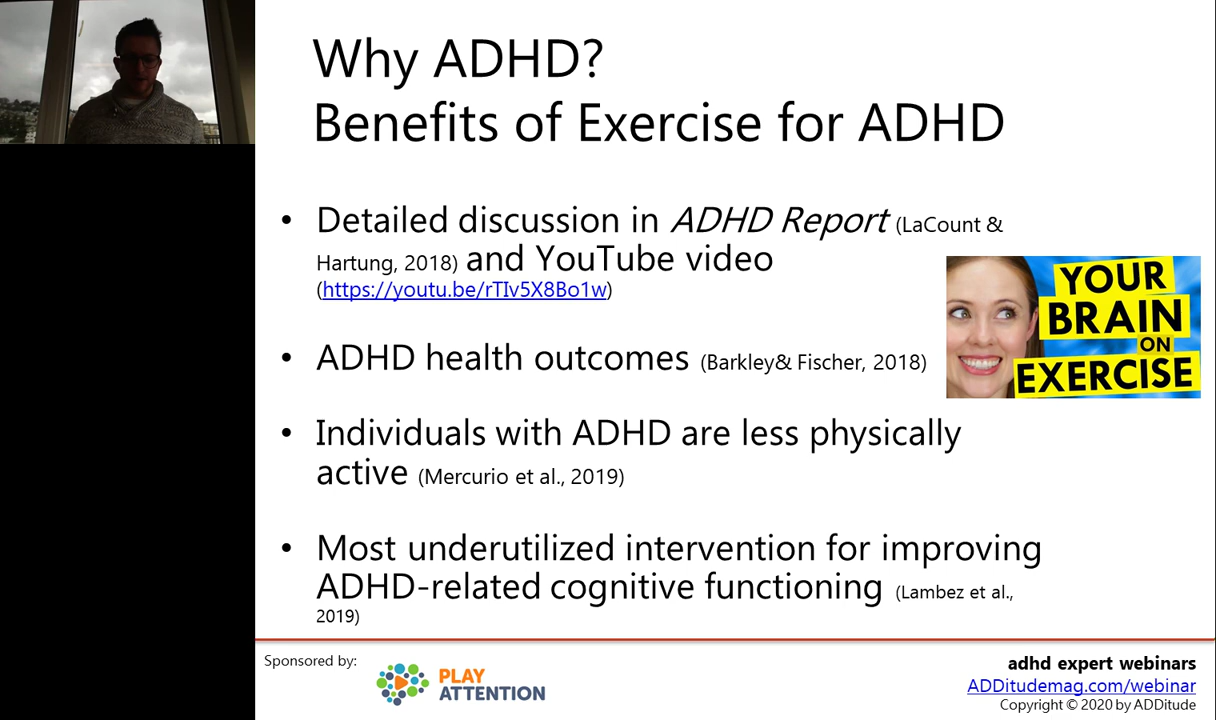 Why ADHD?
Benefits of Exercise for ADHD
• Detailed discussion in ADHD Report (LaCount &
Hartung, 2018) and YouTube video
(https://youtu.be/rTIv5X8Bo1w)
• ADHD health outcomes (Barkley& Fischer, 2018)
YOUR
BRAIN
ON
EXERCISE
• Individuals with ADHD are less physically
active (Mercurio et al., 2019)
• Most underutilized intervention for improving
ADHD-related cognitive functioning (Lambez et al.,
2019)
Sponsored by:
PLAY
ATTENTION
adhd expert webinars
ADDitudemag.com/webinar
Copyright © 2020 by ADDitude